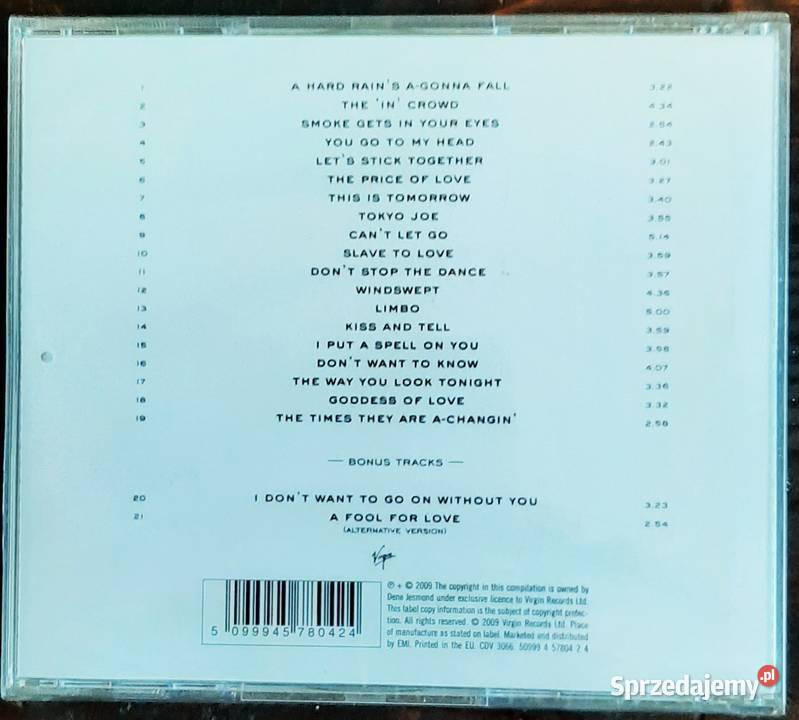 1 A HARD RAIN'S A-GONNA FALL 3.22
2 THE 'IN' CROWD 4.34
3 SMOKE GETS IN YOUR EYES 2.54
4 YOU GO TO MY HEAD 2.43
5 LET'S STICK TOGETHER 3.01
6 THE PRICE OF LOVE 3.27
7 THIS IS TOMORROW 3.40
8 TOKYO JOE 3.55
9 CAN'T LET GO 5.14
10 SLAVE TO LOVE 3.59
11 DON'T STOP THE DANCE 3.57
12 WINDSWEPT 4.36
13 LIMBO 5.00
14 KISS AND TELL 3.59
15 I PUT A SPELL ON YOU 3.58
16 DON'T WANT TO KNOW 4.07
17 THE WAY YOU LOOK TONIGHT 3.36
18 GODDESS OF LOVE 3.32
19 THE TIMES THEY ARE A-CHANGIN' 2.58
— BONUS TRACKS —
20 I DON'T WANT TO GO ON WITHOUT YOU 3.23
21 A FOOL FOR LOVE 2.54
(ALTERNATIVE VERSION)
Virgin
5 099945 780424
℗ + © 2009 The copyright in this compilation is owned by
Dene Jesmond under exclusive licence to Virgin Records Ltd.
This label copy information is the subject of copyright protec-
tion. All rights reserved. © 2009 Virgin Records Ltd. Place
of manufacture as stated on label. Marketed and distributed
by EMI. Printed in the EU. CDV 3066. 50999 4 57804 2 4
Sprzedajemy.pl